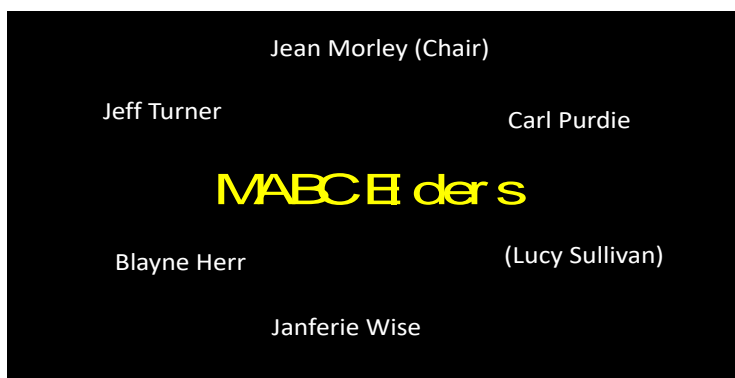 Jean Morley (Chair)
Jeff Turner
Carl Purdie
MABC Elders
Blayne Herr
(Lucy Sullivan)
Janferie Wise